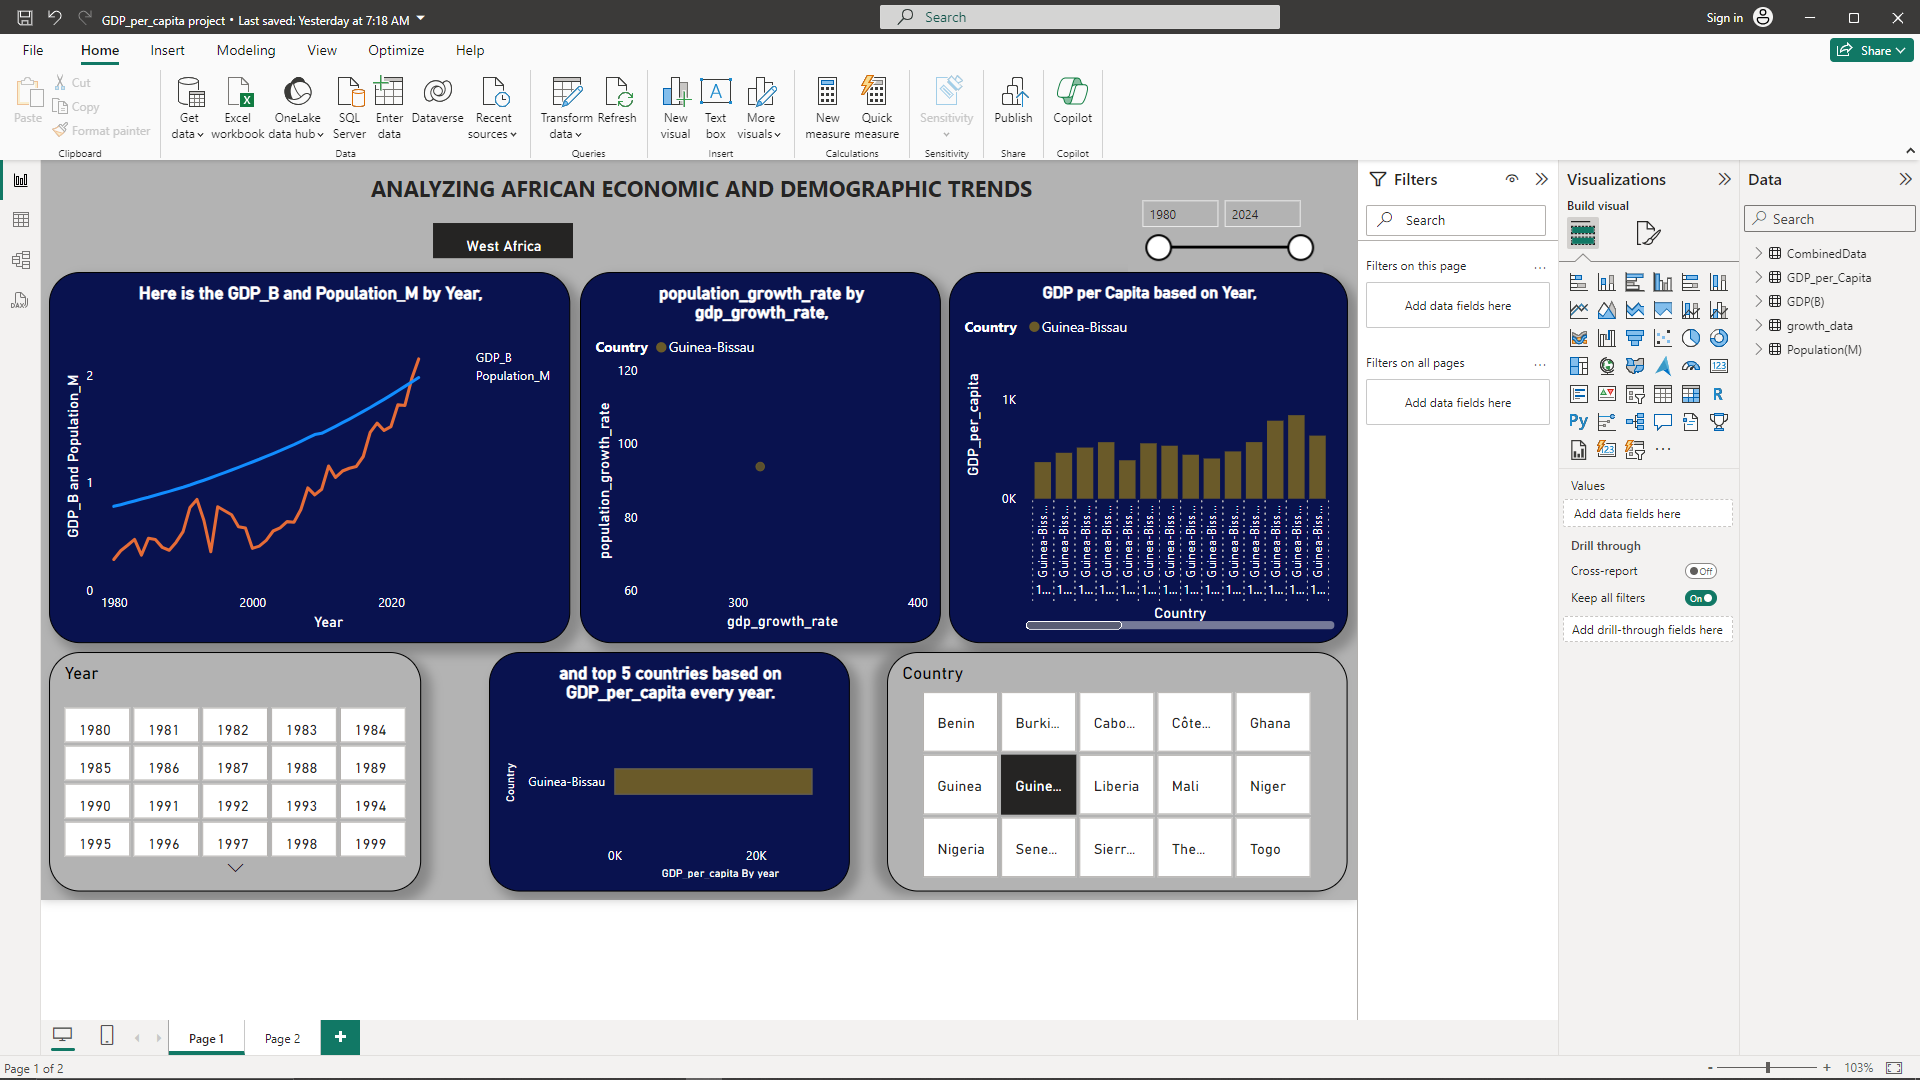 GDP_per_capita project • Last saved: Yesterday at 7:18 AM
Search
Sign in
File
Home
Insert
Modeling
View
Optimize
Help
Share
Paste
Cut
Copy
Format painter
Clipboard
Get data
Excel workbook
OneLake data hub
SQL Server
Enter data
Dataverse
Recent sources
Data
Transform data
Refresh
Queries
New visual
Text box
More visuals
Insert
New measure
Quick measure
Calculations
Sensitivity
Sensitivity
Publish
Share
Copilot
Copilot
ANALYZING AFRICAN ECONOMIC AND DEMOGRAPHIC TRENDS
West Africa
1980
2024
Here is the GDP_B and Population_M by Year,
GDP_B
Population_M
GDP_B and Population_M
2
1
0
1980
2000
2020
Year
population_growth_rate by
gdp_growth_rate,
Country
Guinea-Bissau
population_growth_rate
120
100
80
60
300
400
gdp_growth_rate
GDP per Capita based on Year,
Country
Guinea-Bissau
GDP_per_capita
1K
0K
Guinea-Biss...
Guinea-Biss...
Guinea-Biss...
Guinea-Biss...
Guinea-Biss...
Guinea-Biss...
Guinea-Biss...
Guinea-Biss...
Guinea-Biss...
Guinea-Biss...
Guinea-Biss...
Guinea-Biss...
Guinea-Biss...
Guinea-Biss...
1... 1... 1... 1... 1... 1... 1... 1... 1... 1... 1... 1... 1... 1...
Country
Year
1980 1981 1982 1983 1984
1985 1986 1987 1988 1989
1990 1991 1992 1993 1994
1995 1996 1997 1998 1999
and top 5 countries based on
GDP_per_capita every year.
Country
Guinea-Bissau
0K
20K
GDP_per_capita By year
Country
Benin Burki... Cabo... Côte... Ghana
Guinea Guine... Liberia Mali Niger
Nigeria Sene... Sierr... The... Togo
Filters
Search
Filters on this page
...
Add data fields here
Filters on all pages
...
Add data fields here
Visualizations
Build visual
123
R
Py
123
...
Values
Add data fields here
Drill through
Cross-report
Off
Keep all filters
On
Add drill-through fields here
Data
Search
CombinedData
GDP_per_Capita
GDP(B)
growth_data
Population(M)
DAX
Page 1
Page 2
+
Page 1 of 2
- +
103%